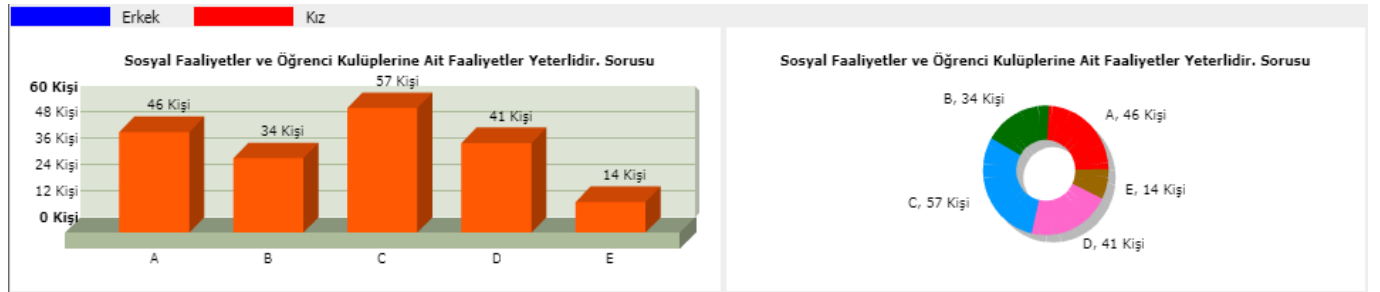 Erkek Kız
Sosyal Faaliyetler ve Öğrenci Kulüplerine Ait Faaliyetler Yeterlidir. Sorusu
60 Kişi
48 Kişi
36 Kişi
24 Kişi
12 Kişi
0 Kişi
46 Kişi
34 Kişi
57 Kişi
41 Kişi
14 Kişi
A B C D E
Sosyal Faaliyetler ve Öğrenci Kulüplerine Ait Faaliyetler Yeterlidir. Sorusu
B, 34 Kişi
A, 46 Kişi
E, 14 Kişi
C, 57 Kişi
D, 41 Kişi